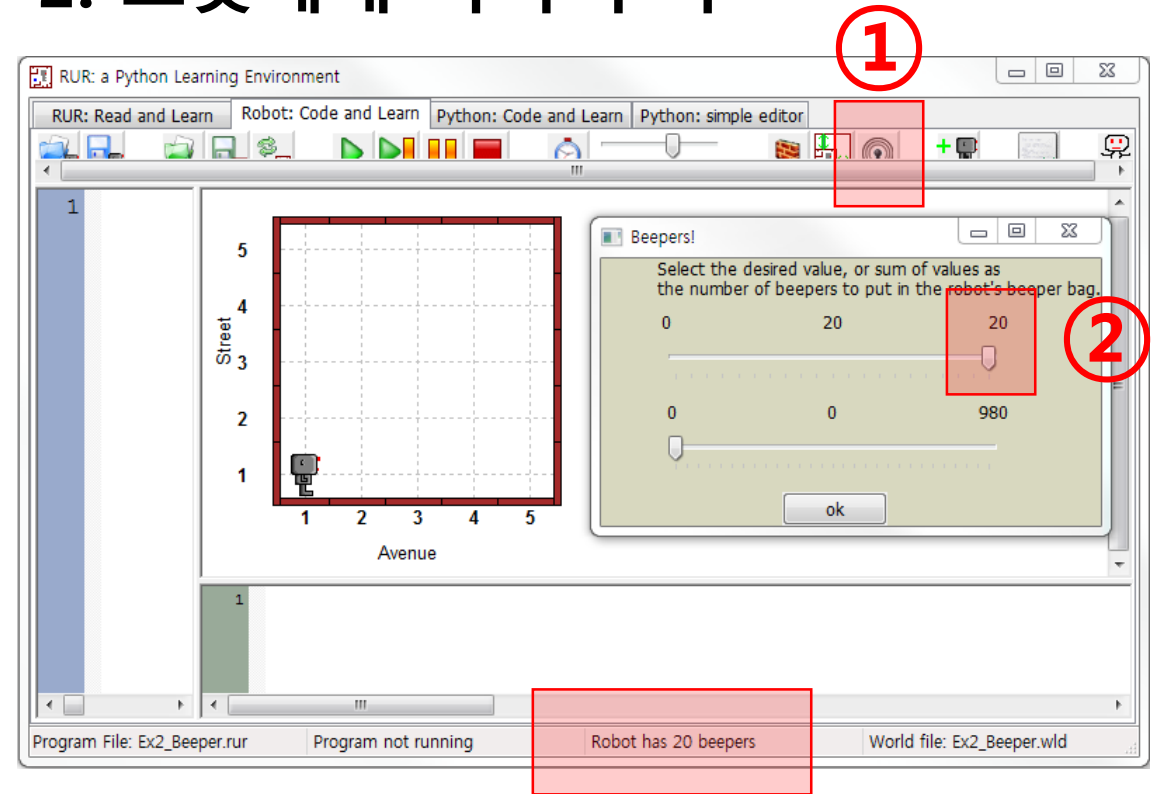 ①
RUR: a Python Learning Environment
RUR: Read and Learn
Robot: Code and Learn
Python: Code and Learn
Python: simple editor
1
5
4
3
2
1
Street
1 2 3 4 5
Avenue
Beepers!
Select the desired value, or sum of values as
the number of beepers to put in the robot's beeper bag.
0 20 20
②
0 0 980
ok
1
Program File: Ex2_Beeper.rur
Program not running
Robot has 20 beepers
World file: Ex2_Beeper.wld